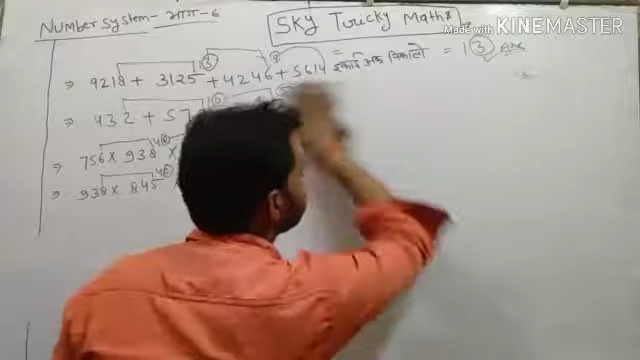 Number system - भाग-6
SKY Tricky Maths
Made with KINEMASTER
⇒ 9218 + 3125 + 4246 + 5614 इकाई अंक निकालो = 13 Ans
⇒ 432 + 57
⇒ 756 × 938 ×
⇒ 938 × 845